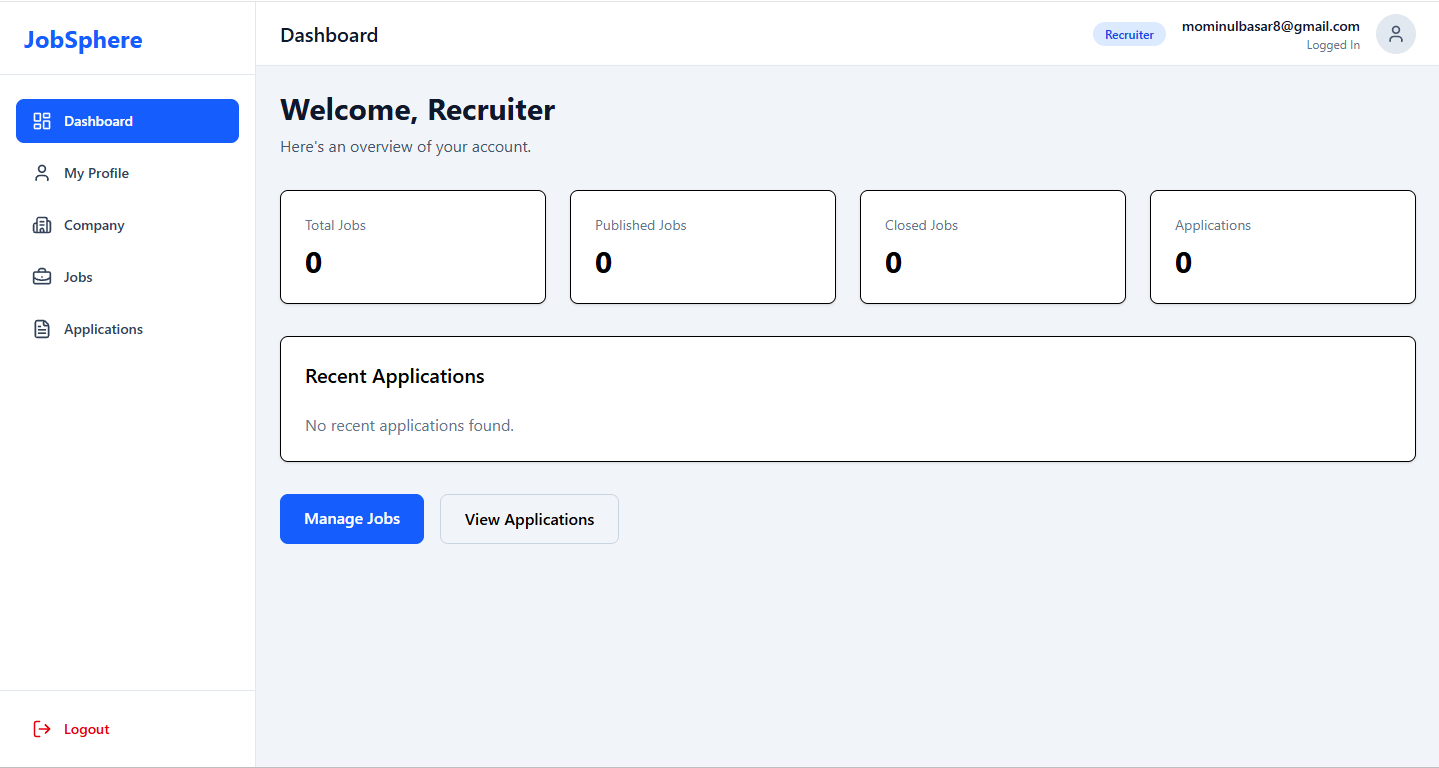 JobSphere
Dashboard
My Profile
Company
Jobs
Applications
Logout
Dashboard
Recruiter
mominulbasar8@gmail.com
Logged In
Welcome, Recruiter
Here's an overview of your account.
Total Jobs
0
Published Jobs
0
Closed Jobs
0
Applications
0
Recent Applications
No recent applications found.
Manage Jobs
View Applications